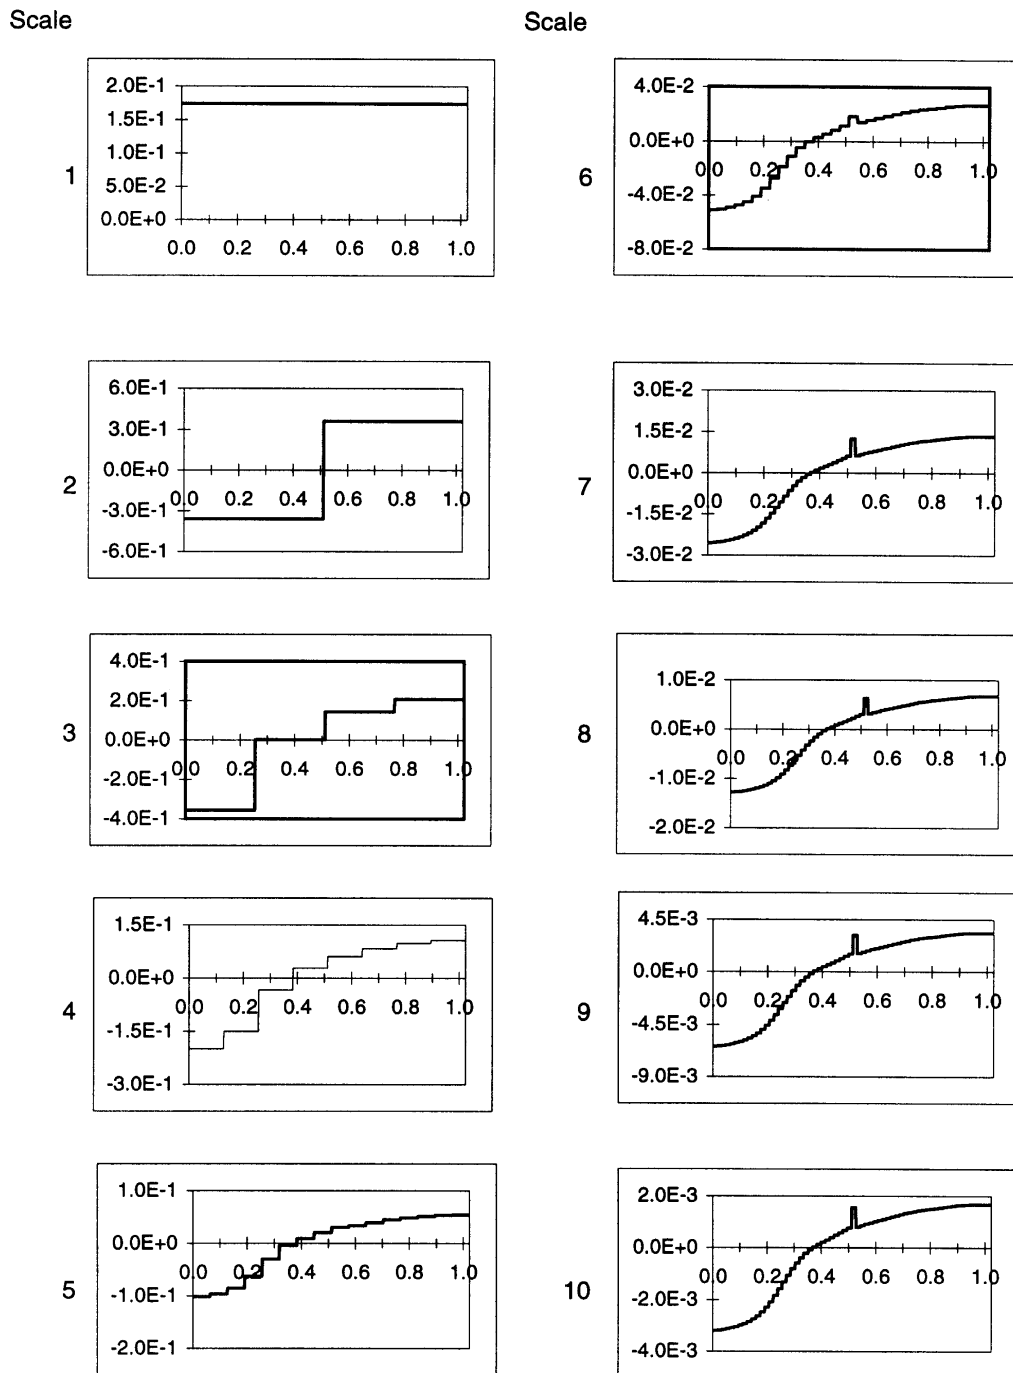 Scale
2.0E-1
1.5E-1
1.0E-1
5.0E-2
0.0E+0
0.0 0.2 0.4 0.6 0.8 1.0
1
6.0E-1
3.0E-1
0.0E+0
-3.0E-1
-6.0E-1
0.0 0.2 0.4 0.6 0.8 1.0
2
4.0E-1
2.0E-1
0.0E+0
-2.0E-1
-4.0E-1
0.0 0.2 0.4 0.6 0.8 1.0
3
1.5E-1
0.0E+0
-1.5E-1
-3.0E-1
0.0 0.2 0.4 0.6 0.8 1.0
4
1.0E-1
0.0E+0
-1.0E-1
-2.0E-1
0.0 0.2 0.4 0.6 0.8 1.0
5
Scale
4.0E-2
0.0E+0
-4.0E-2
-8.0E-2
0.0 0.2 0.4 0.6 0.8 1.0
6
3.0E-2
1.5E-2
0.0E+0
-1.5E-2
-3.0E-2
0.0 0.2 0.4 0.6 0.8 1.0
7
1.0E-2
0.0E+0
-1.0E-2
-2.0E-2
0.0 0.2 0.4 0.6 0.8 1.0
8
4.5E-3
0.0E+0
-4.5E-3
-9.0E-3
0.0 0.2 0.4 0.6 0.8 1.0
9
2.0E-3
0.0E+0
-2.0E-3
-4.0E-3
0.0 0.2 0.4 0.6 0.8 1.0
10